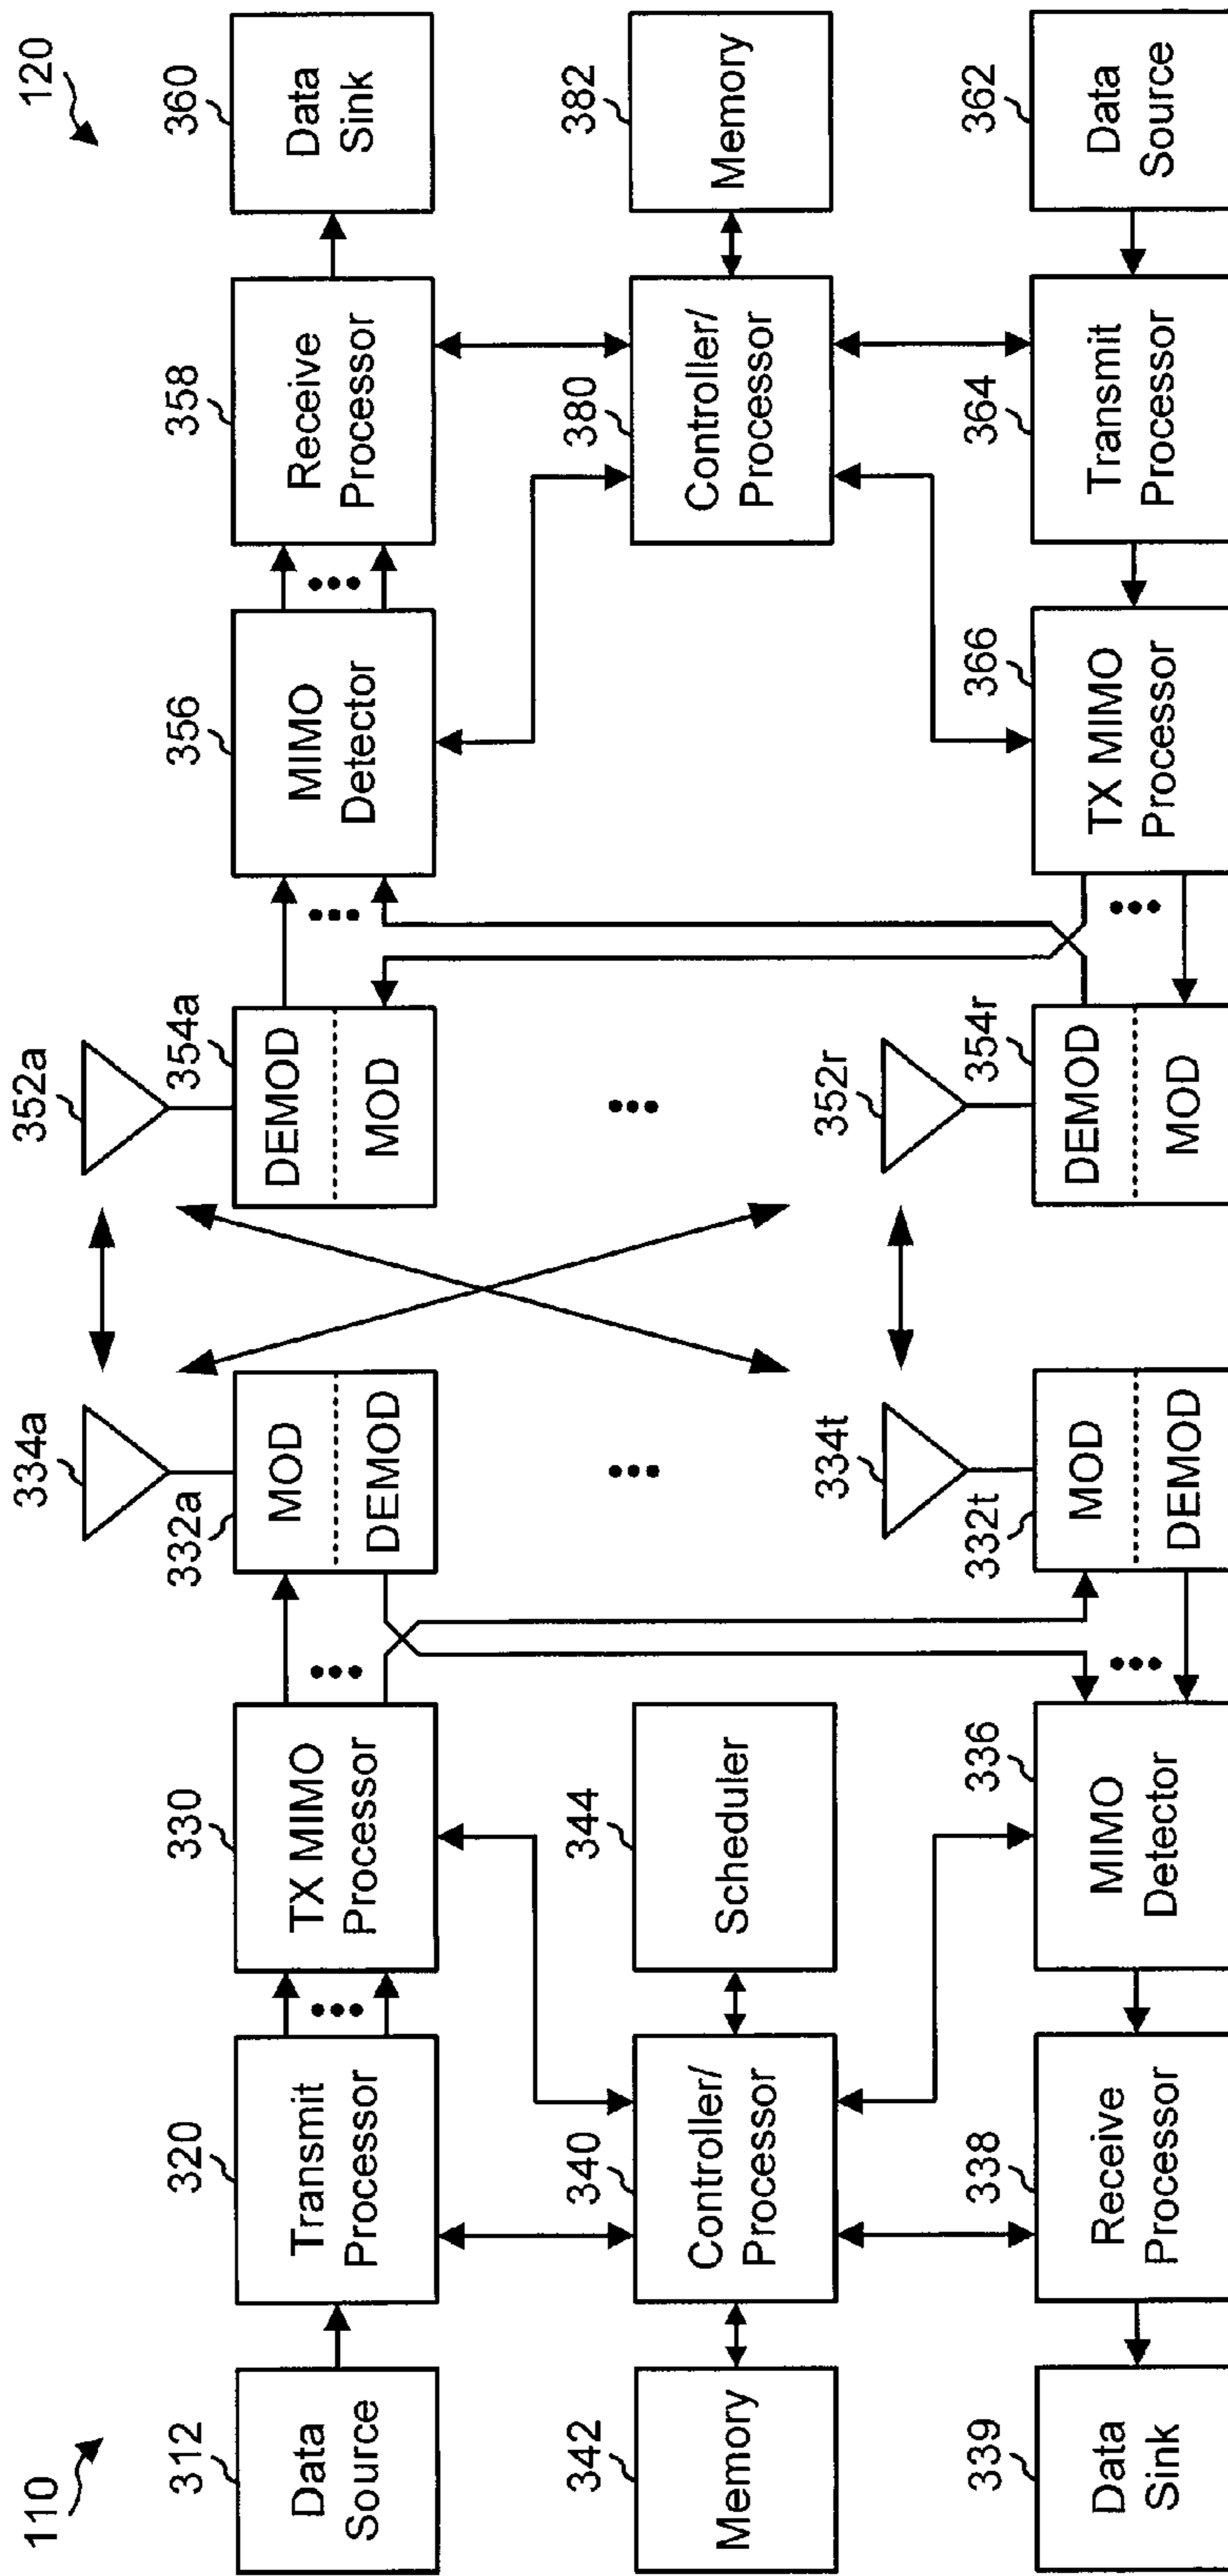 110
312
Data
Source
320
Transmit
Processor
330
TX MIMO
Processor
332a
334a
MOD
DEMOD
352a
354a
DEMOD
MOD
356
MIMO
Detector
358
Receive
Processor
360
Data
Sink
120
342
Memory
340
Controller/
Processor
344
Scheduler
380
Controller/
Processor
382
Memory
339
Data
Sink
338
Receive
Processor
336
MIMO
Detector
332t
334t
MOD
DEMOD
352r
354r
DEMOD
MOD
366
TX MIMO
Processor
364
Transmit
Processor
362
Data
Source